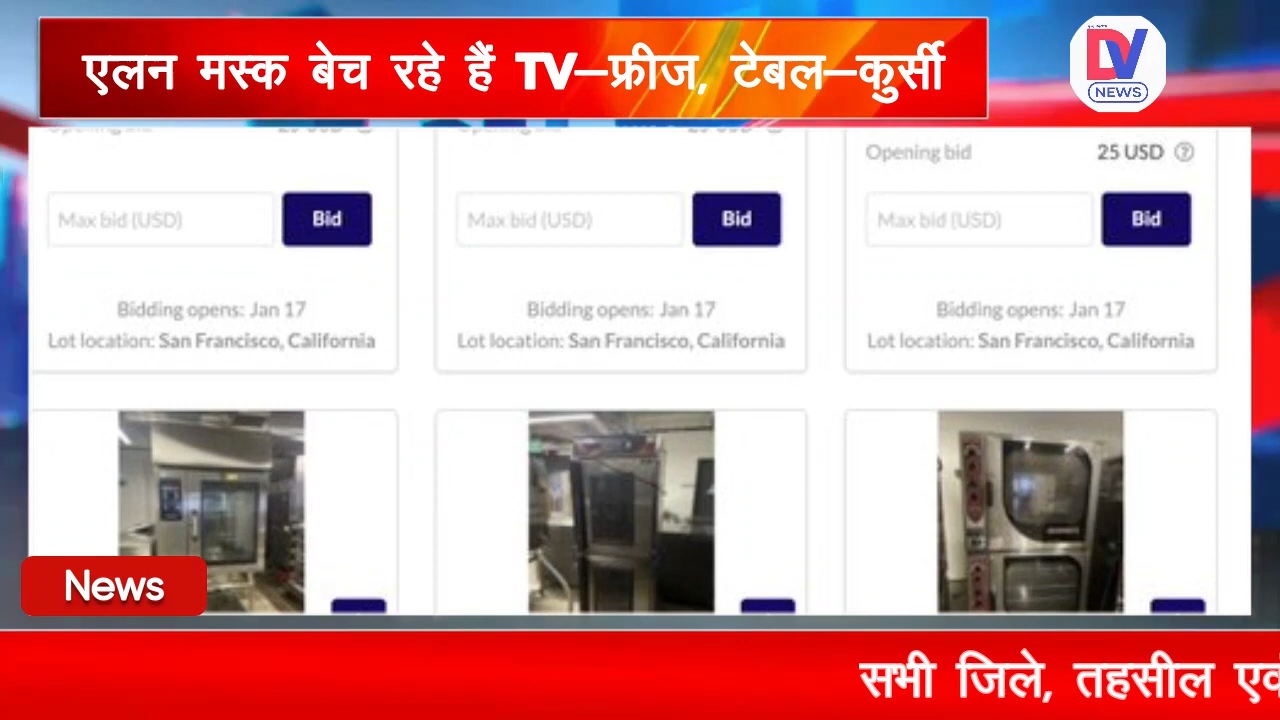 एलन मस्क बेच रहे हैं TV–फ्रीज, टेबल–कुर्सी
DV
NEWS
Opening bid 25 USD
Max bid (USD) Bid
Max bid (USD) Bid
Max bid (USD) Bid
Bidding opens: Jan 17
Bidding opens: Jan 17
Bidding opens: Jan 17
Lot location: San Francisco, California
Lot location: San Francisco, California
Lot location: San Francisco, California
News
सभी जिले, तहसील